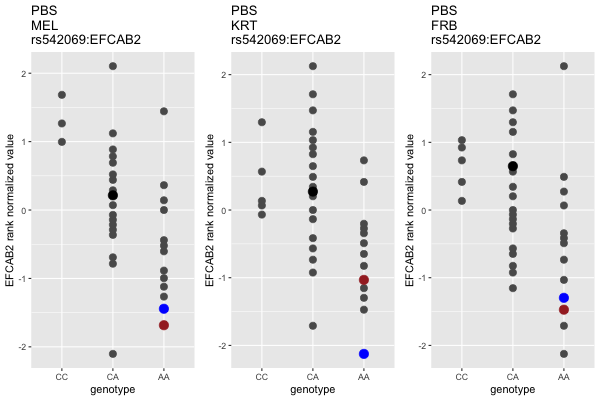 PBS
MEL
rs542069:EFCAB2
EFCAB2 rank normalized value
2
1
0
-1
-2
CC CA AA
genotype
PBS
KRT
rs542069:EFCAB2
EFCAB2 rank normalized value
2
1
0
-1
-2
CC CA AA
genotype
PBS
FRB
rs542069:EFCAB2
EFCAB2 rank normalized value
2
1
0
-1
-2
CC CA AA
genotype